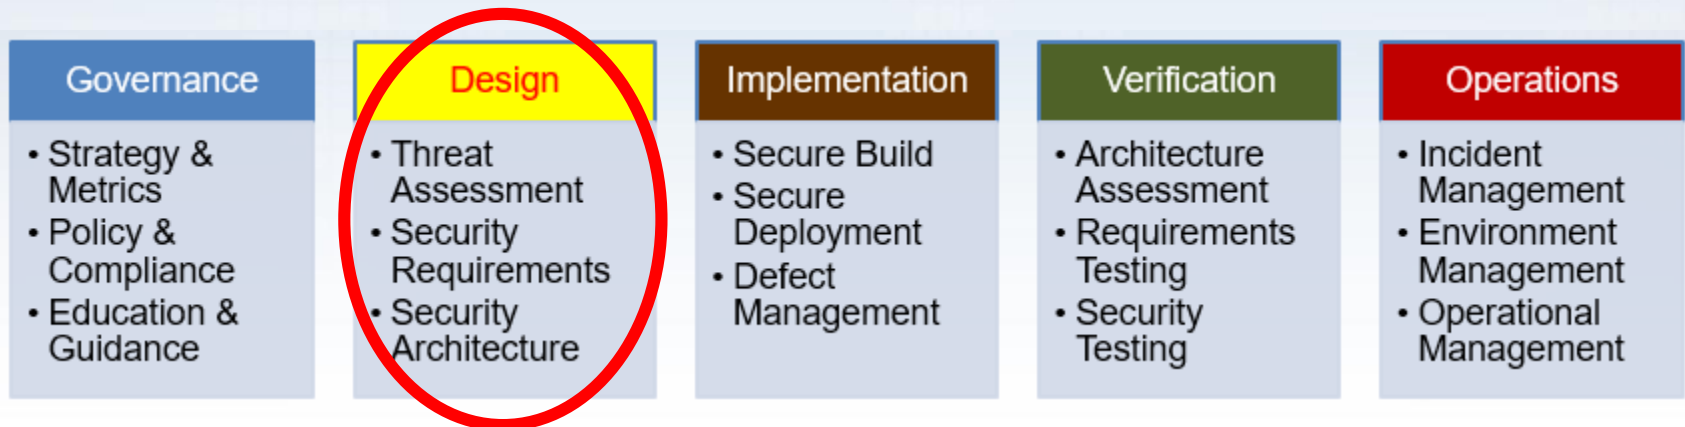 Governance
• Strategy &
Metrics
• Policy &
Compliance
• Education &
Guidance
Design
• Threat
Assessment
• Security
Requirements
• Security
Architecture
Implementation
• Secure Build
• Secure
Deployment
• Defect
Management
Verification
• Architecture
Assessment
• Requirements
Testing
• Security
Testing
Operations
• Incident
Management
• Environment
Management
• Operational
Management